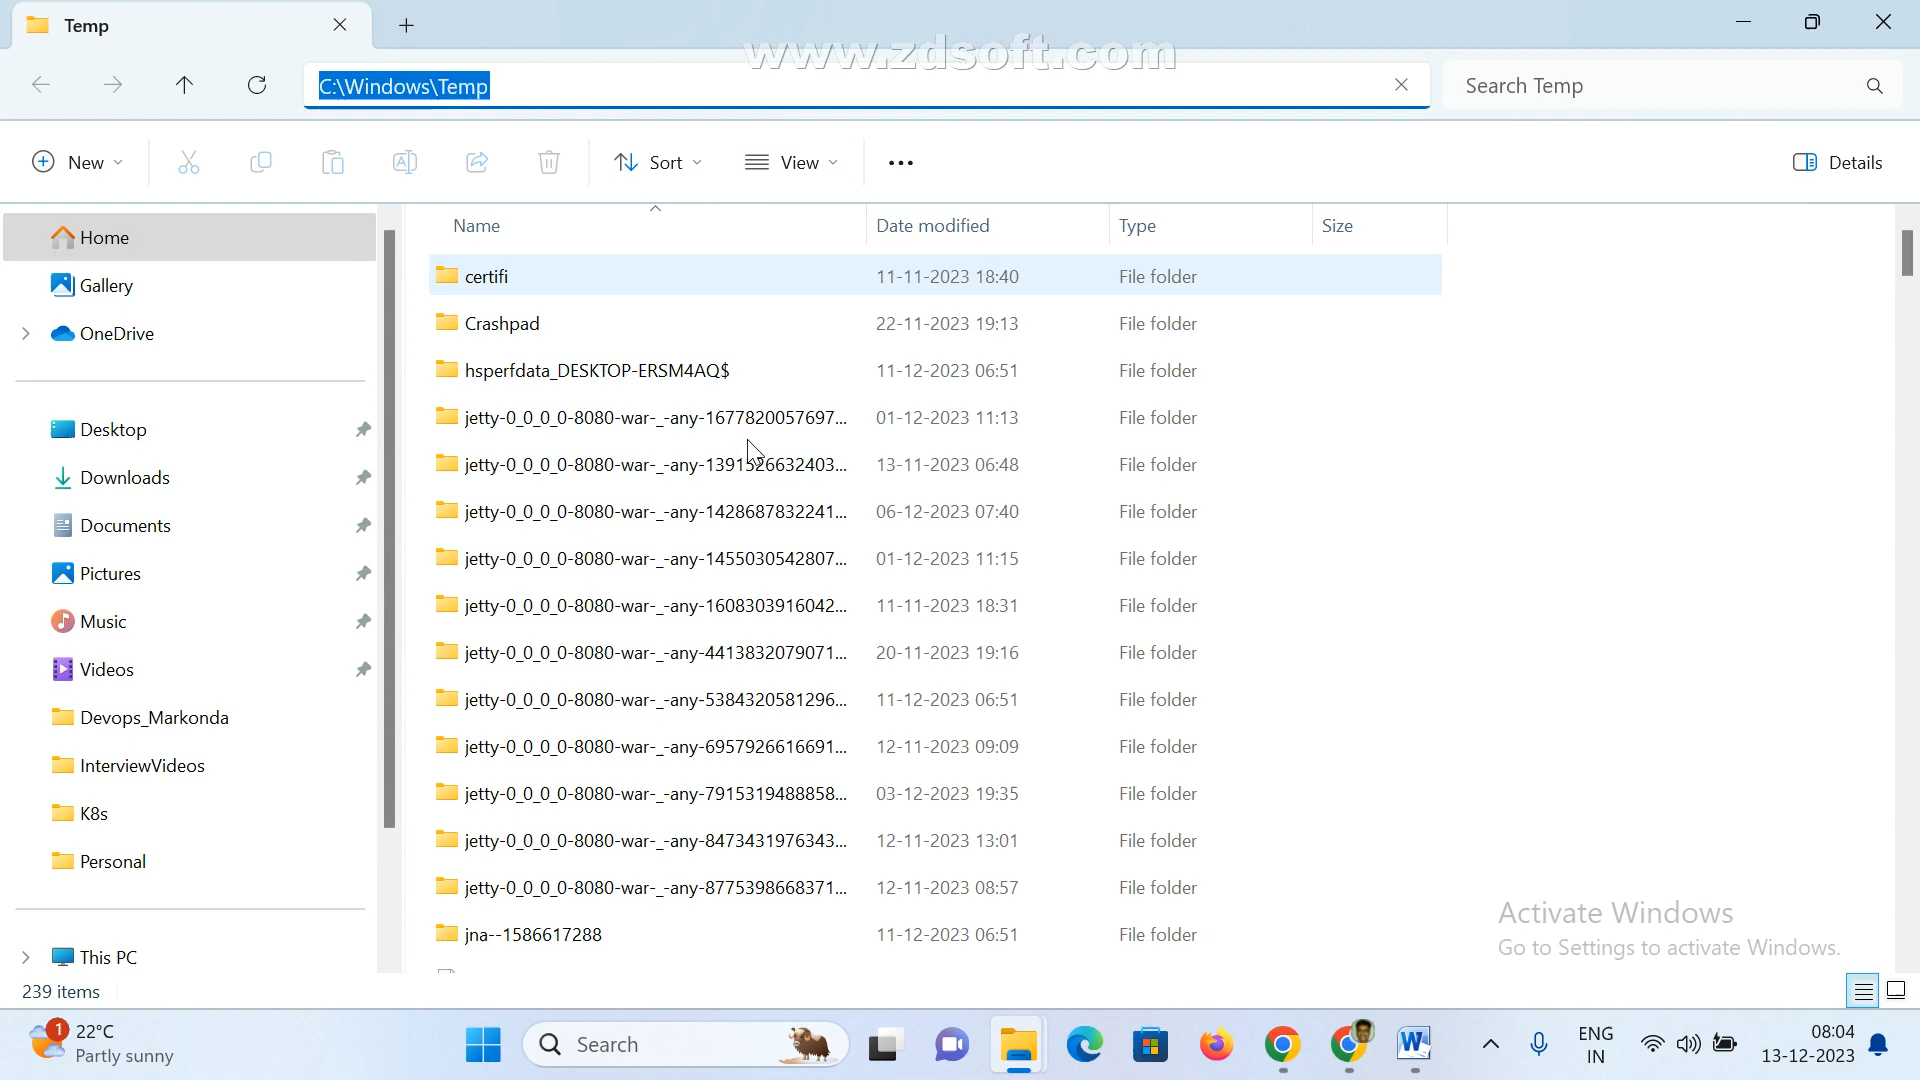 Temp
www.zdsoft.com
C:\Windows\Temp
Search Temp
New
Sort
View
Details
Home
Gallery
OneDrive
Desktop
Downloads
Documents
Pictures
Music
Videos
Devops_Markonda
InterviewVideos
K8s
Personal
This PC
Name Date modified Type Size
certifi 11-11-2023 18:40 File folder
Crashpad 22-11-2023 19:13 File folder
hsperfdata_DESKTOP-ERSM4AQ$ 11-12-2023 06:51 File folder
jetty-0_0_0_0-8080-war-_-any-1677820057697... 01-12-2023 11:13 File folder
jetty-0_0_0_0-8080-war-_-any-1391526632403... 13-11-2023 06:48 File folder
jetty-0_0_0_0-8080-war-_-any-1428687832241... 06-12-2023 07:40 File folder
jetty-0_0_0_0-8080-war-_-any-1455030542807... 01-12-2023 11:15 File folder
jetty-0_0_0_0-8080-war-_-any-1608303916042... 11-11-2023 18:31 File folder
jetty-0_0_0_0-8080-war-_-any-4413832079071... 20-11-2023 19:16 File folder
jetty-0_0_0_0-8080-war-_-any-5384320581296... 11-12-2023 06:51 File folder
jetty-0_0_0_0-8080-war-_-any-6957926616691... 12-11-2023 09:09 File folder
jetty-0_0_0_0-8080-war-_-any-7915319488858... 03-12-2023 19:35 File folder
jetty-0_0_0_0-8080-war-_-any-8473431976343... 12-11-2023 13:01 File folder
jetty-0_0_0_0-8080-war-_-any-8775398668371... 12-11-2023 08:57 File folder
jna--1586617288 11-12-2023 06:51 File folder
Activate Windows
Go to Settings to activate Windows.
239 items
1
22°C
Partly sunny
Search
W
ENG
IN
08:04
13-12-2023